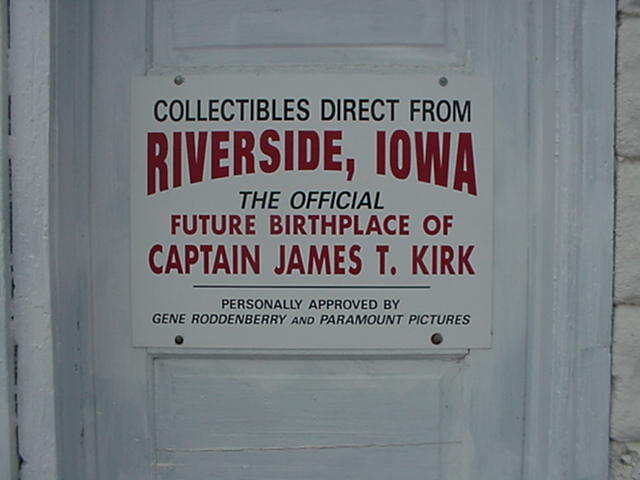 COLLECTIBLES DIRECT FROM
RIVERSIDE, IOWA
THE OFFICIAL
FUTURE BIRTHPLACE OF
CAPTAIN JAMES T. KIRK
PERSONALLY APPROVED BY
GENE RODDENBERRY AND PARAMOUNT PICTURES